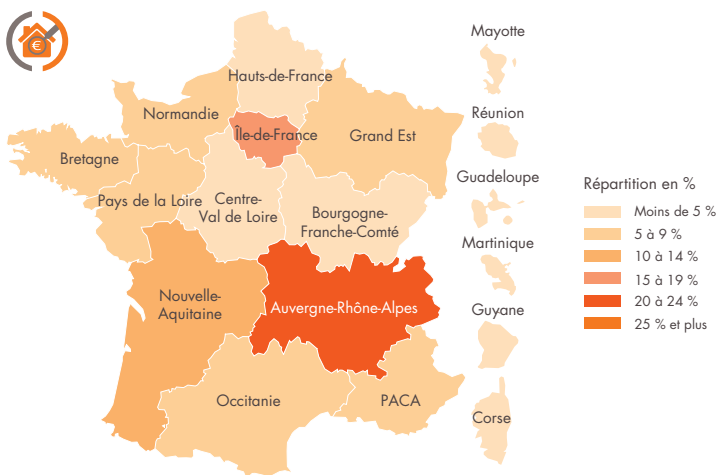 €
Mayotte
Hauts-de-France
Normandie
Réunion
Île-de-France
Grand Est
Bretagne
Guadeloupe
Pays de la Loire
Centre-
Val de Loire
Bourgogne-
Franche-Comté
Martinique
Nouvelle-
Aquitaine
Auvergne-Rhône-Alpes
Guyane
Occitanie
PACA
Corse
Répartition en %
Moins de 5 %
5 à 9 %
10 à 14 %
15 à 19 %
20 à 24 %
25 % et plus